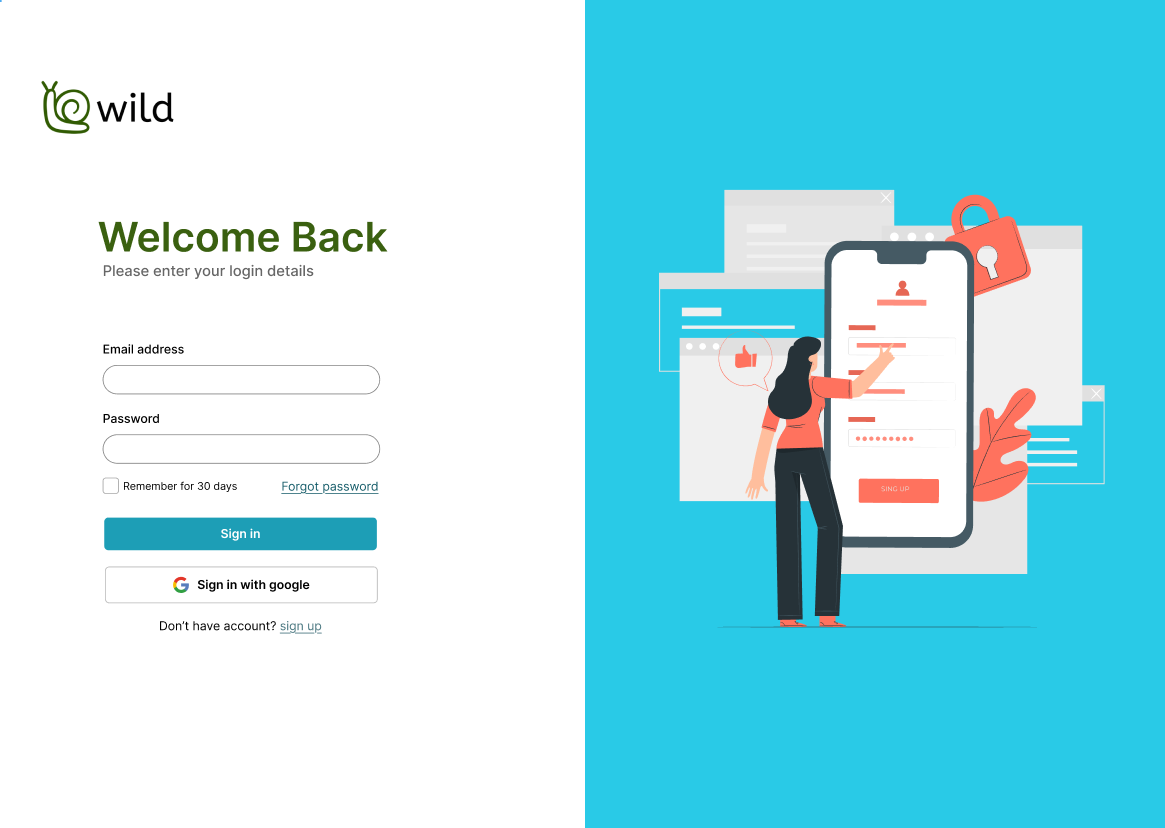 wild
Welcome Back
Please enter your login details
Email address
Password
Remember for 30 days
Forgot password
Sign in
Sign in with google
Don't have account? sign up
SING UP